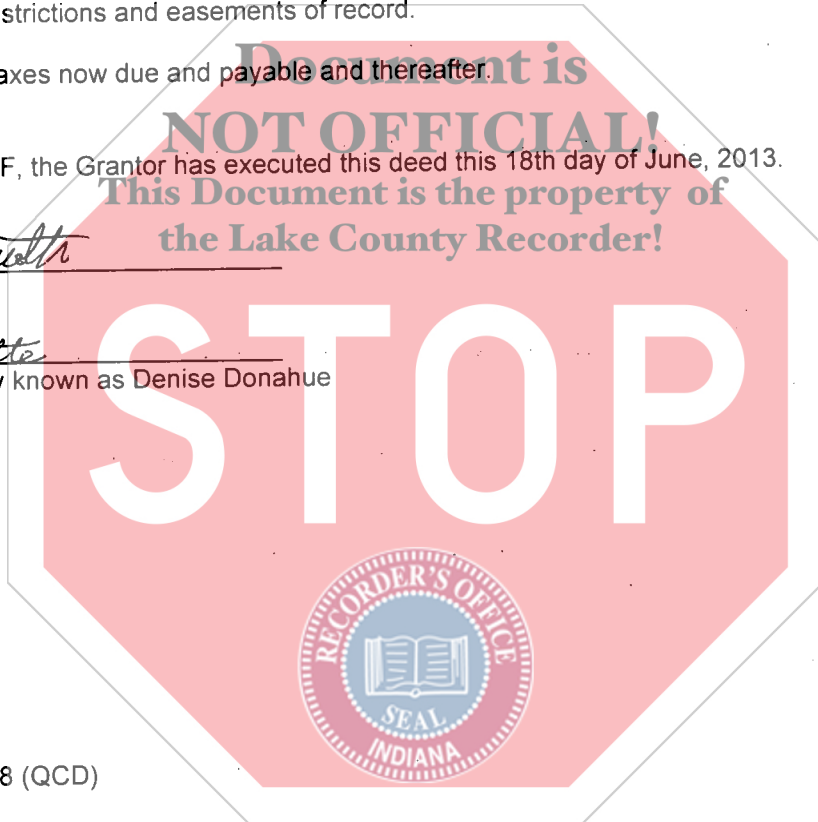 strictions and easements of record.
Document is
axes now due and payable and thereafter.
NOT OFFICIAL!
F, the Grantor has executed this deed this 18th day of June, 2013.
This Document is the property of
the Lake County Recorder!
STOP
known as Denise Donahue
RECORDER'S OFFICE
SEAL
INDIANA
8 (QCD)